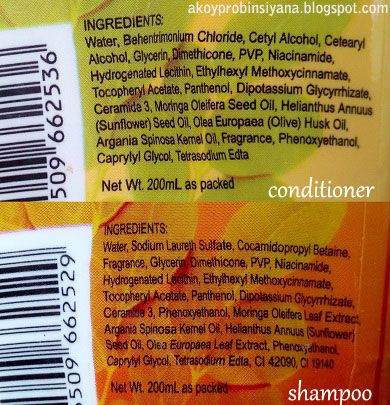 akoyprobinsiyana.blogspot.com
INGREDIENTS:
Water, Behentrimonium Chloride, Cetyl Alcohol, Cetearyl
Alcohol, Glycerin, Dimethicone, PVP, Niacinamide,
Hydrogenated Lecithin, Ethylhexyl Methoxycinnamate,
Tocopheryl Acetate, Panthenol, Dipotassium Glycyrrhizate,
Ceramide 3, Moringa Oleifera Seed Oil, Helianthus Annuus
(Sunflower) Seed Oil, Olea Europaea (Olive) Husk Oil,
Argania Spinosa Kernel Oil, Fragrance, Phenoxyethanol,
Caprylyl Glycol, Tetrasodium Edta
Net Wt. 200mL as packed
509 662536
conditioner
INGREDIENTS:
Water, Sodium Laureth Sulfate, Cocamidopropyl Betaine,
Fragrance, Glycerin, Dimethicone, PVP, Niacinamide,
Hydrogenated Lecithin, Ethylhexyl Methoxycinnamate,
Tocopheryl Acetate, Panthenol, Dipotassium Glycyrrhizate,
Ceramide 3, Phenoxyethanol, Moringa Oleifera Leaf Extract,
Argania Spinosa Kernel Oil, Helianthus Annuus (Sunflower)
Seed Oil, Olea Europaea Leaf Extract, Phenoxyethanol,
Caprylyl Glycol, Tetrasodium Edta, CI 42090, CI 19140
Net Wt. 200mL as packed
509 662529
shampoo